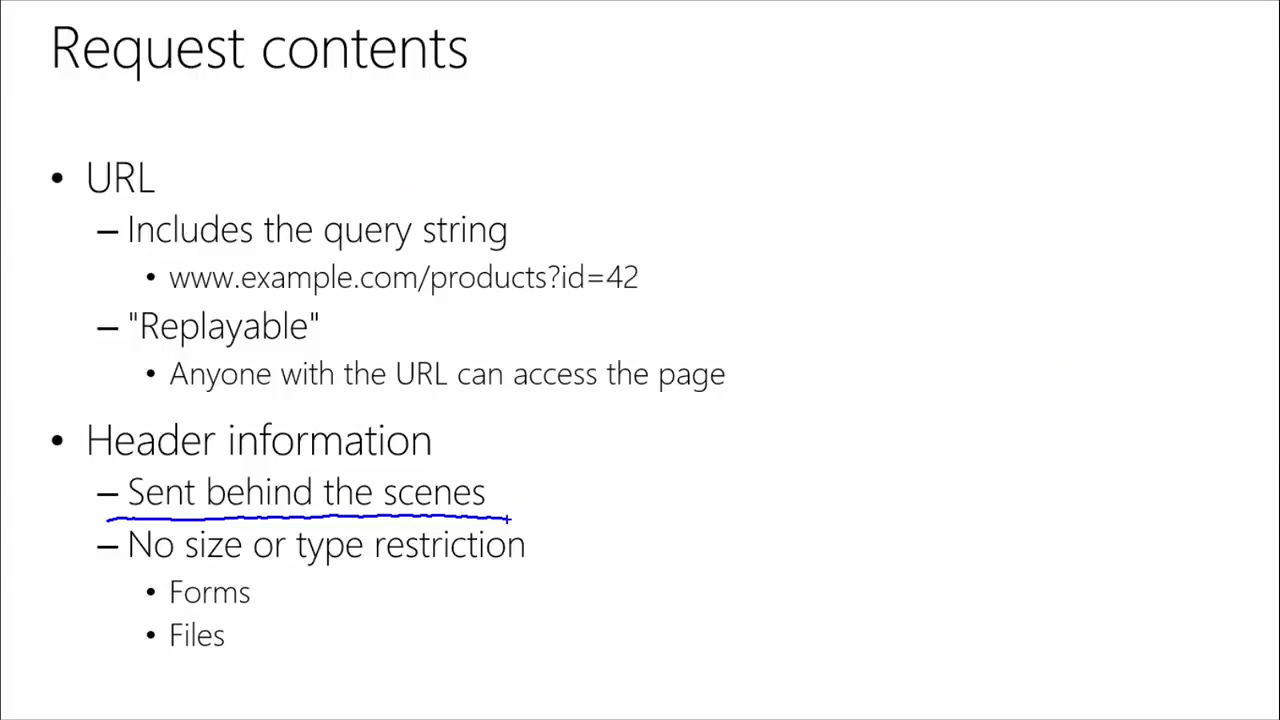 Request contents
• URL
– Includes the query string
• www.example.com/products?id=42
– "Replayable"
• Anyone with the URL can access the page
• Header information
– Sent behind the scenes
– No size or type restriction
• Forms
• Files